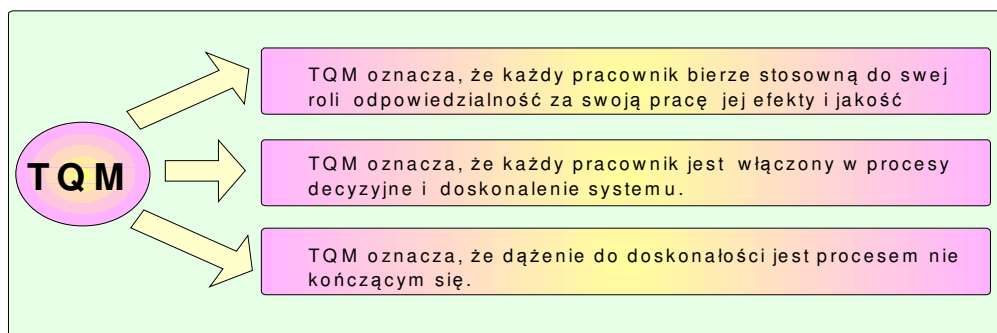 TQM
TQM oznacza, że każdy pracownik bierze stosowną do swej
roli odpowiedzialność za swoją pracę jej efekty i jakość
TQM oznacza, że każdy pracownik jest włączony w procesy
decyzyjne i doskonalenie systemu.
TQM oznacza, że dążenie do doskonałości jest procesem nie
kończącym się.